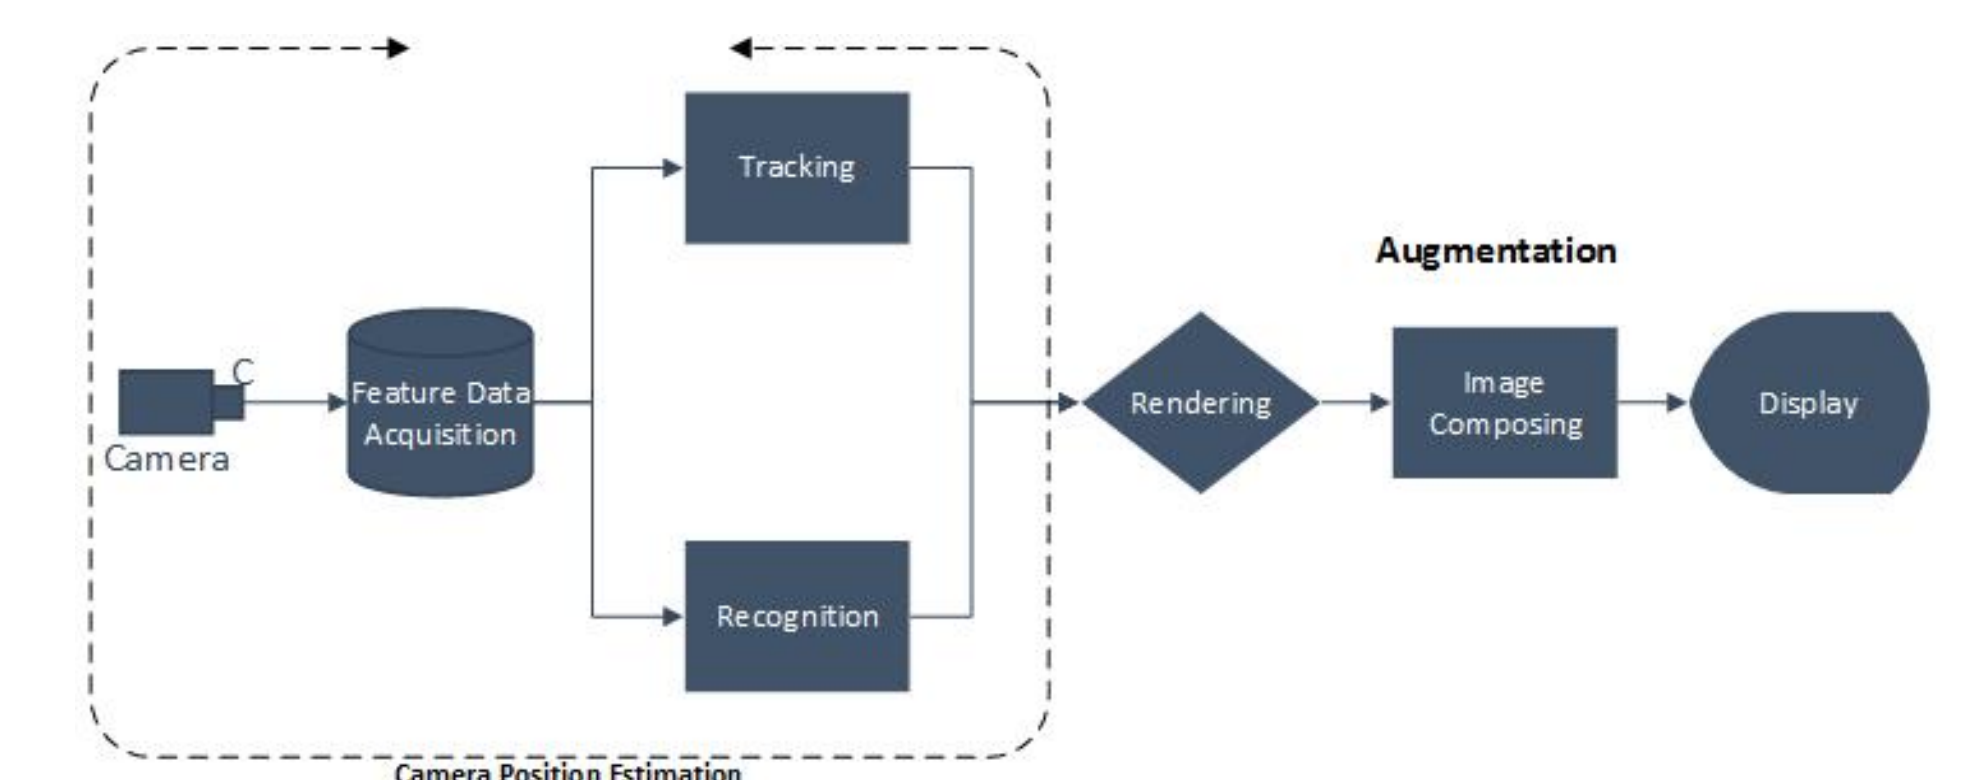 Tracking
Augmentation
C
Camera
Feature Data
Acquisition
Rendering
Image
Composing
Display
Recognition
Camera Position Estimation